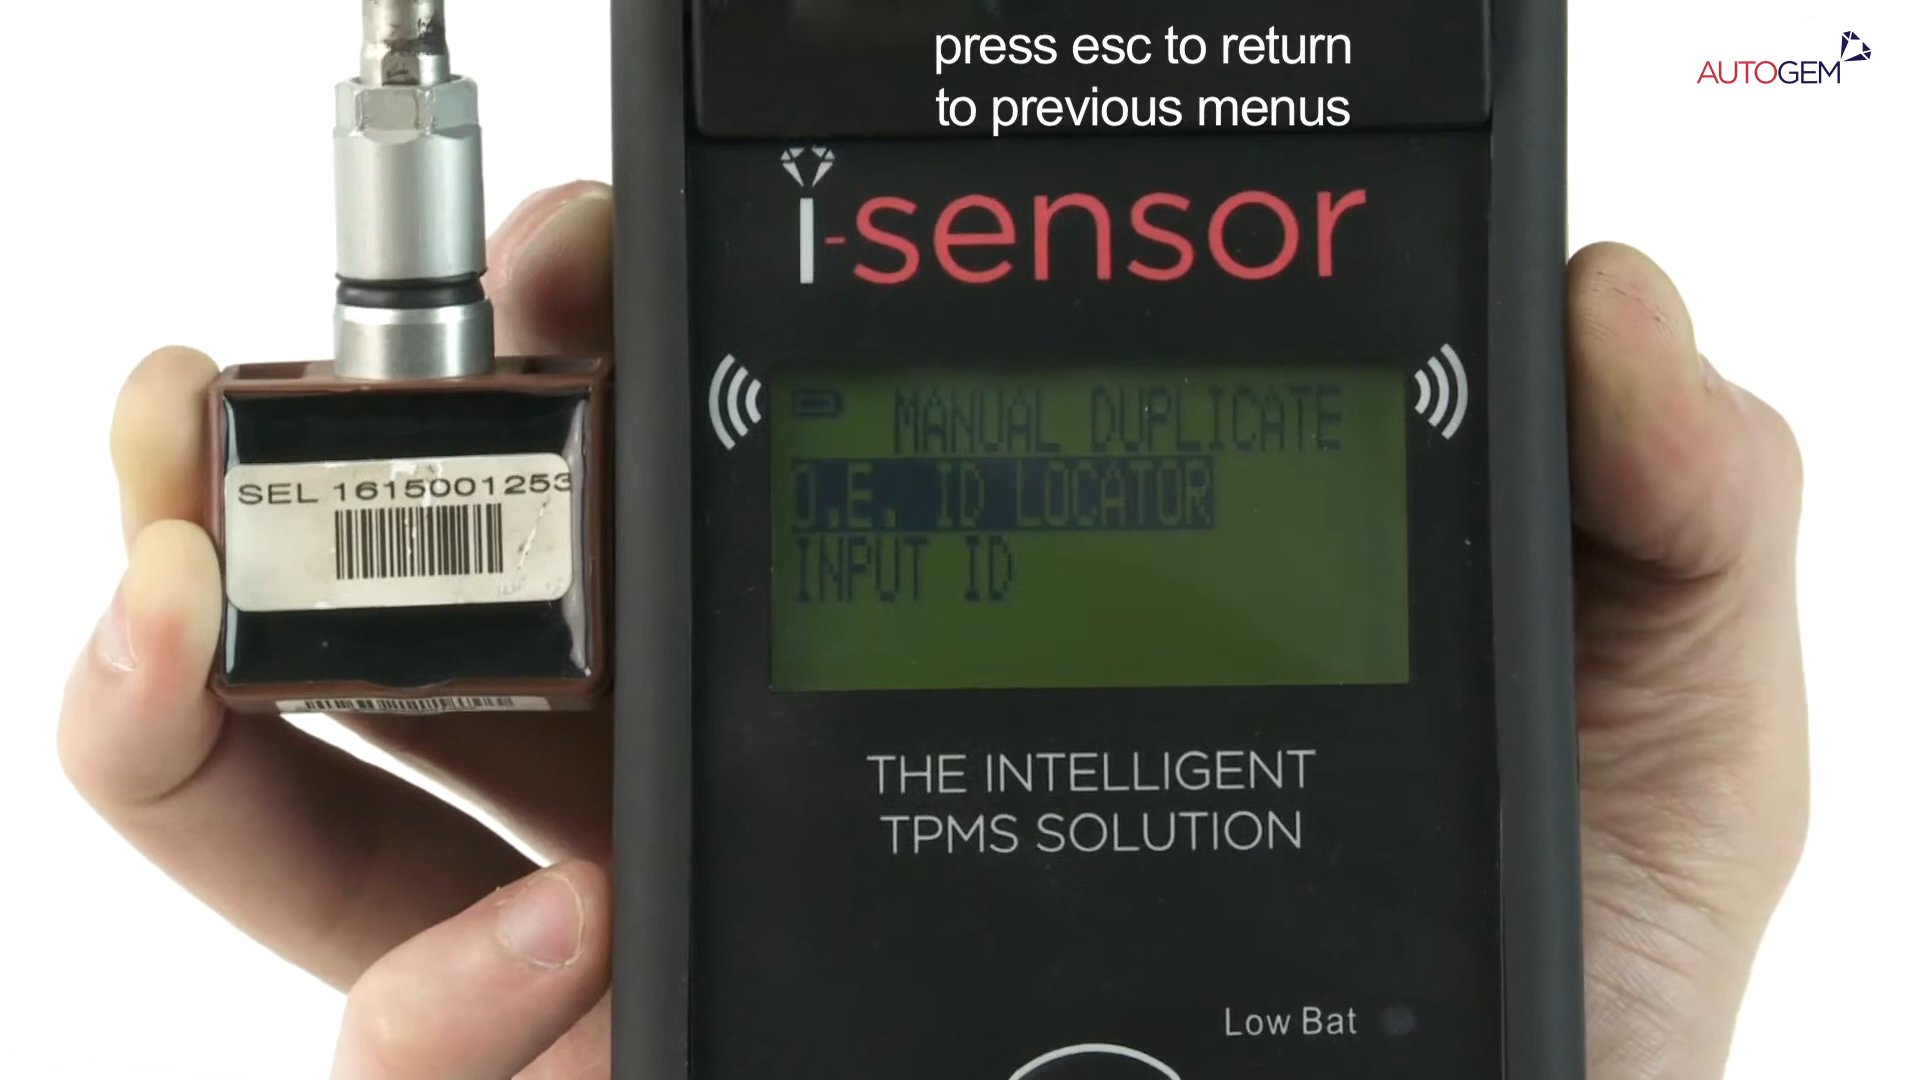 press esc to return
to previous menus
AUTOGEM
i-sensor
MANUAL DUPLICATE
O.E. ID LOCATOR
INPUT ID
SEL 1615001253
THE INTELLIGENT
TPMS SOLUTION
Low Bat